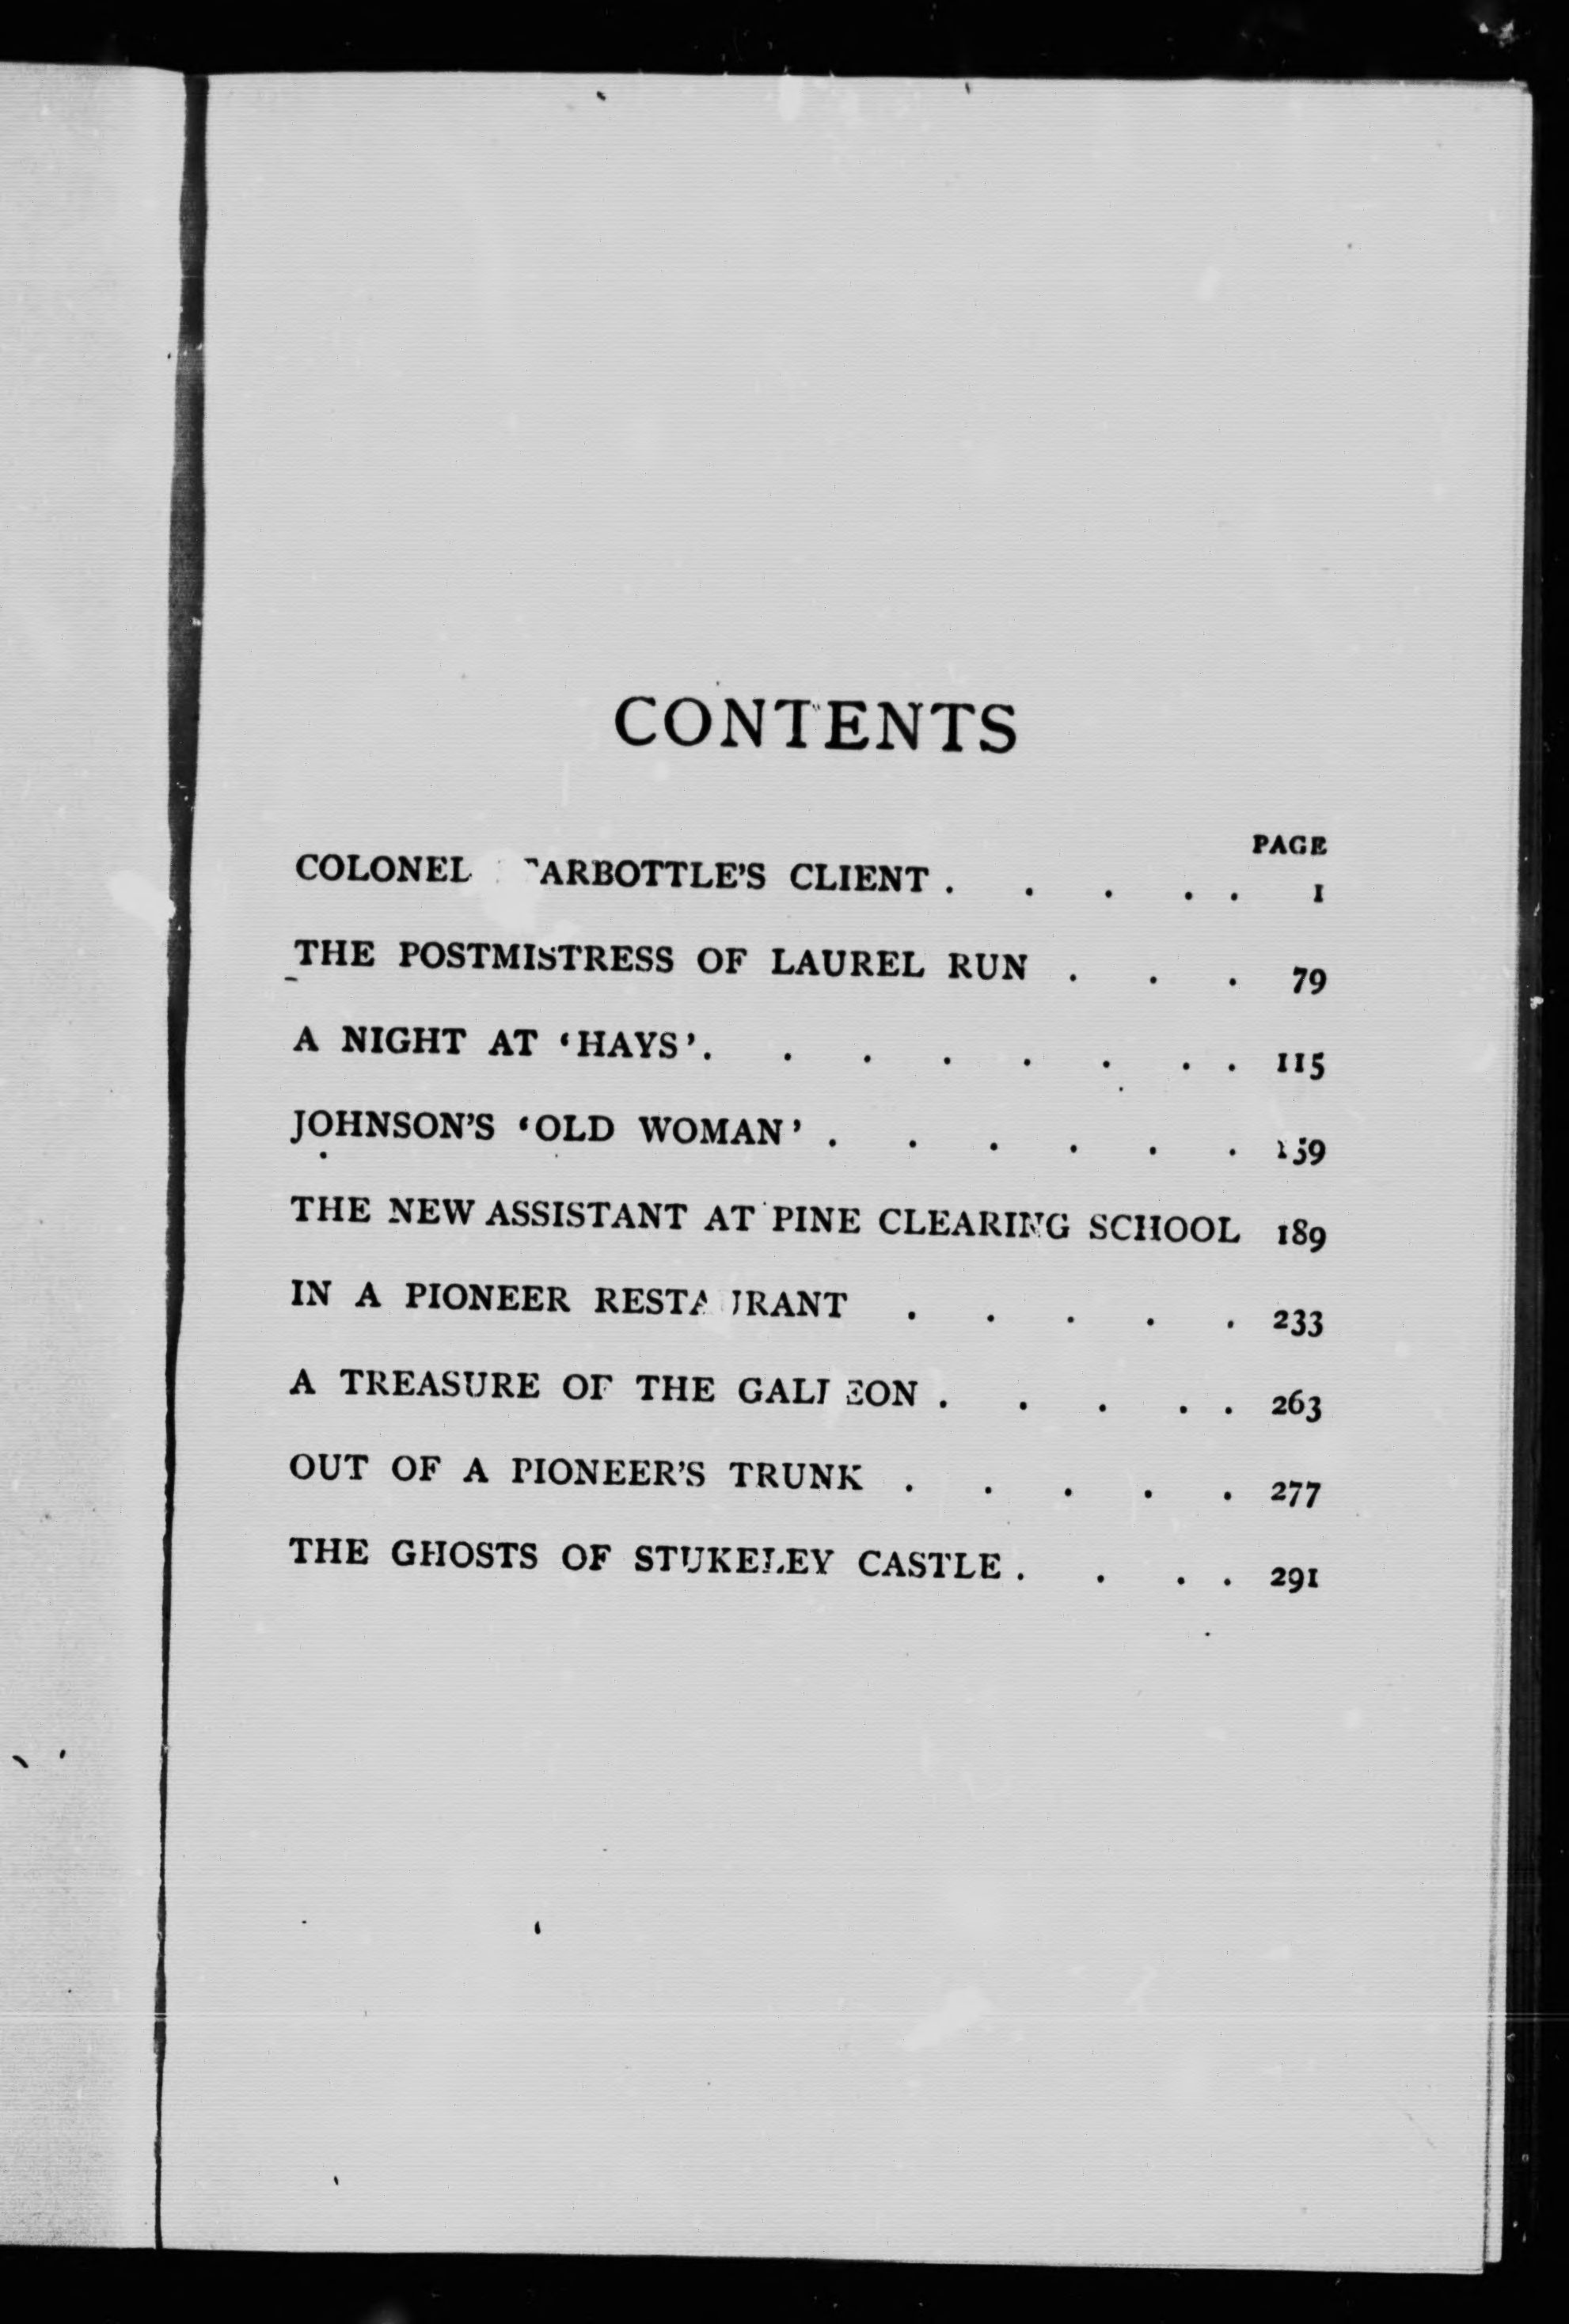 CONTENTS
PAGE
COLONEL STARBOTTLE'S CLIENT . . . . . 1
THE POSTMISTRESS OF LAUREL RUN . . . 79
A NIGHT AT ‘HAYS’. . . . . . . . 115
JOHNSON'S ‘OLD WOMAN’ . . . . . . 159
THE NEW ASSISTANT AT PINE CLEARING SCHOOL 189
IN A PIONEER RESTAURANT . . . . . 233
A TREASURE OF THE GALLEON . . . . . 263
OUT OF A PIONEER'S TRUNK . . . . . 277
THE GHOSTS OF STUKELEY CASTLE . . . . 291